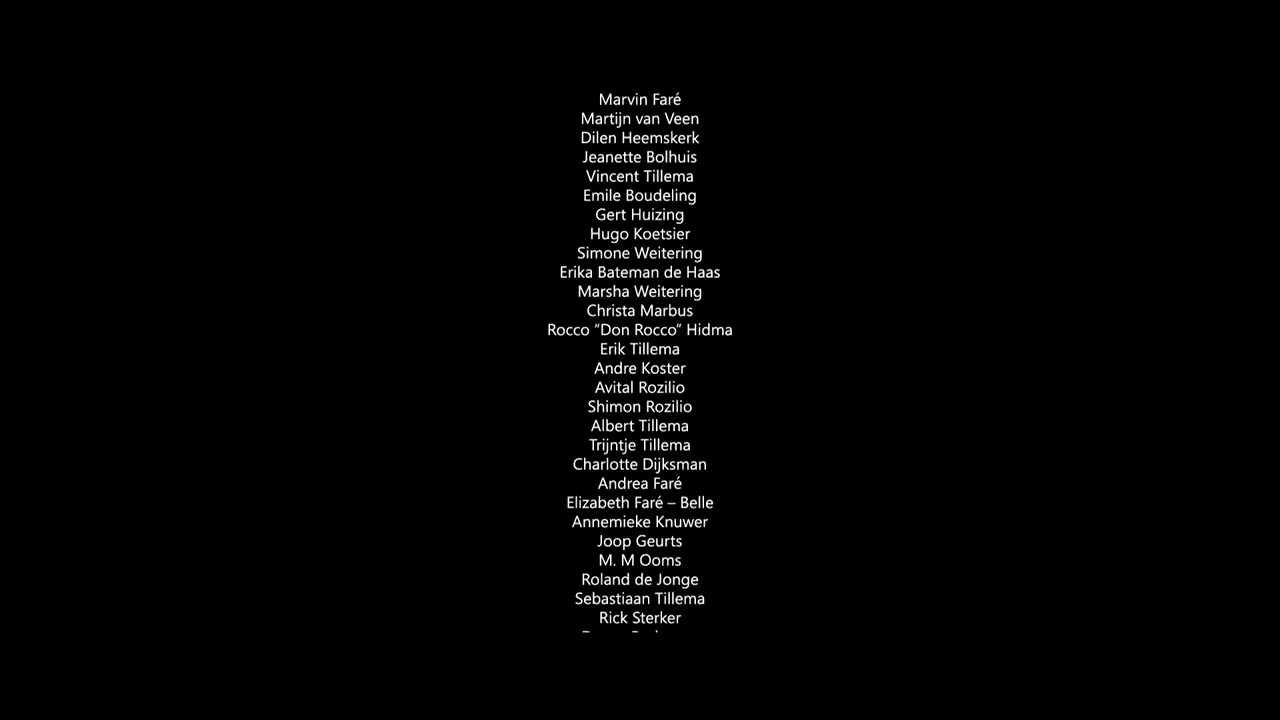 Marvin Faré
Martijn van Veen
Dilen Heemskerk
Jeanette Bolhuis
Vincent Tillema
Emile Boudeling
Gert Huizing
Hugo Koetsier
Simone Weitering
Erika Bateman de Haas
Marsha Weitering
Christa Marbus
Rocco “Don Rocco” Hidma
Erik Tillema
Andre Koster
Avital Rozilio
Shimon Rozilio
Albert Tillema
Trijntje Tillema
Charlotte Dijksman
Andrea Faré
Elizabeth Faré – Belle
Annemieke Knuwer
Joop Geurts
M. M Ooms
Roland de Jonge
Sebastiaan Tillema
Rick Sterker